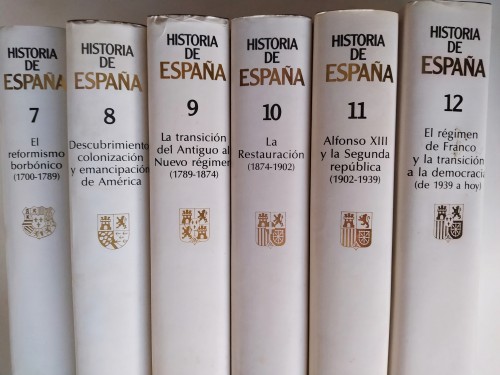 HISTORIA
DE
ESPAÑA
7
El
reformismo
borbónico
(1700-1789)
HISTORIA
DE
ESPAÑA
8
Descubrimiento,
colonización
y emancipación
de América
HISTORIA
DE
ESPAÑA
9
La transición
del Antiguo al
Nuevo régimen
(1789-1874)
HISTORIA
DE
ESPAÑA
10
La
Restauración
(1874-1902)
HISTORIA
DE
ESPAÑA
11
Alfonso XIII
y la Segunda
república
(1902-1939)
HISTORIA
DE
ESPAÑA
12
El régimen
de Franco
y la transición
a la democracia
(de 1939 a hoy)